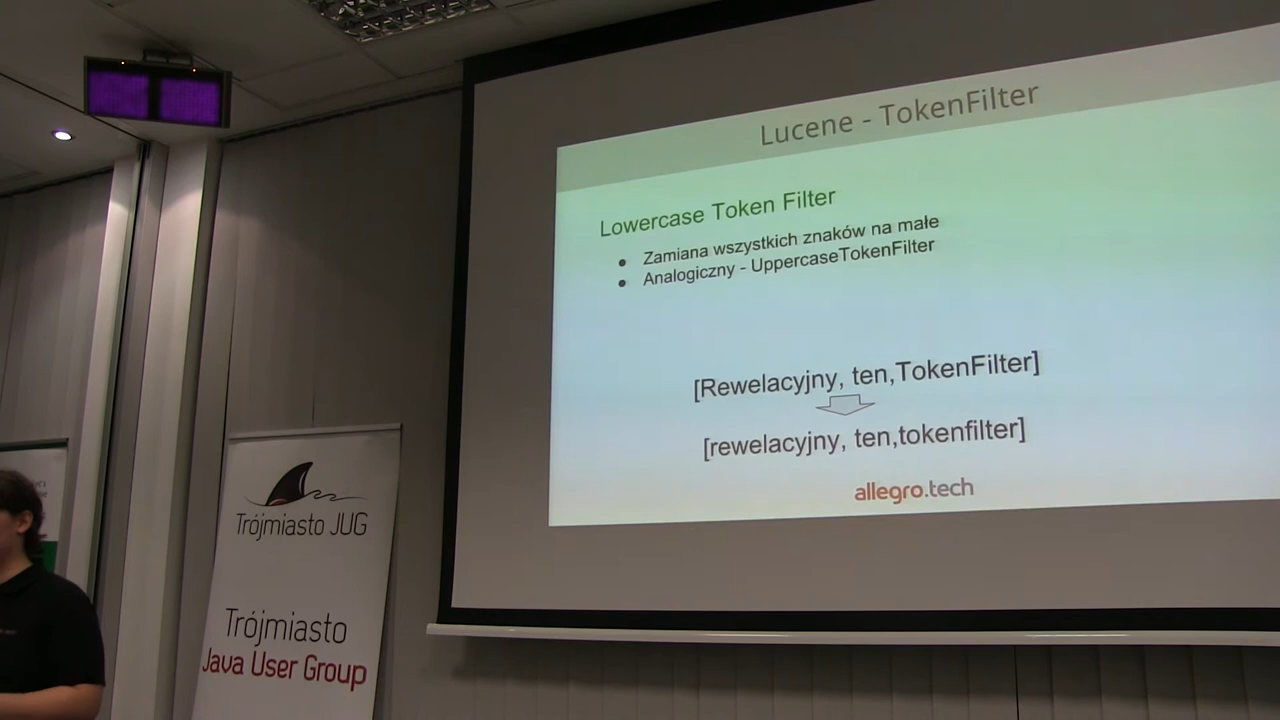 Lucene - TokenFilter
Lowercase Token Filter
● Zamiana wszystkich znaków na małe
● Analogiczny - UppercaseTokenFilter
[Rewelacyjny, ten,TokenFilter]
[rewelacyjny, ten,tokenfilter]
allegro.tech
Trójmiasto JUG
Trójmiasto
Java User Group